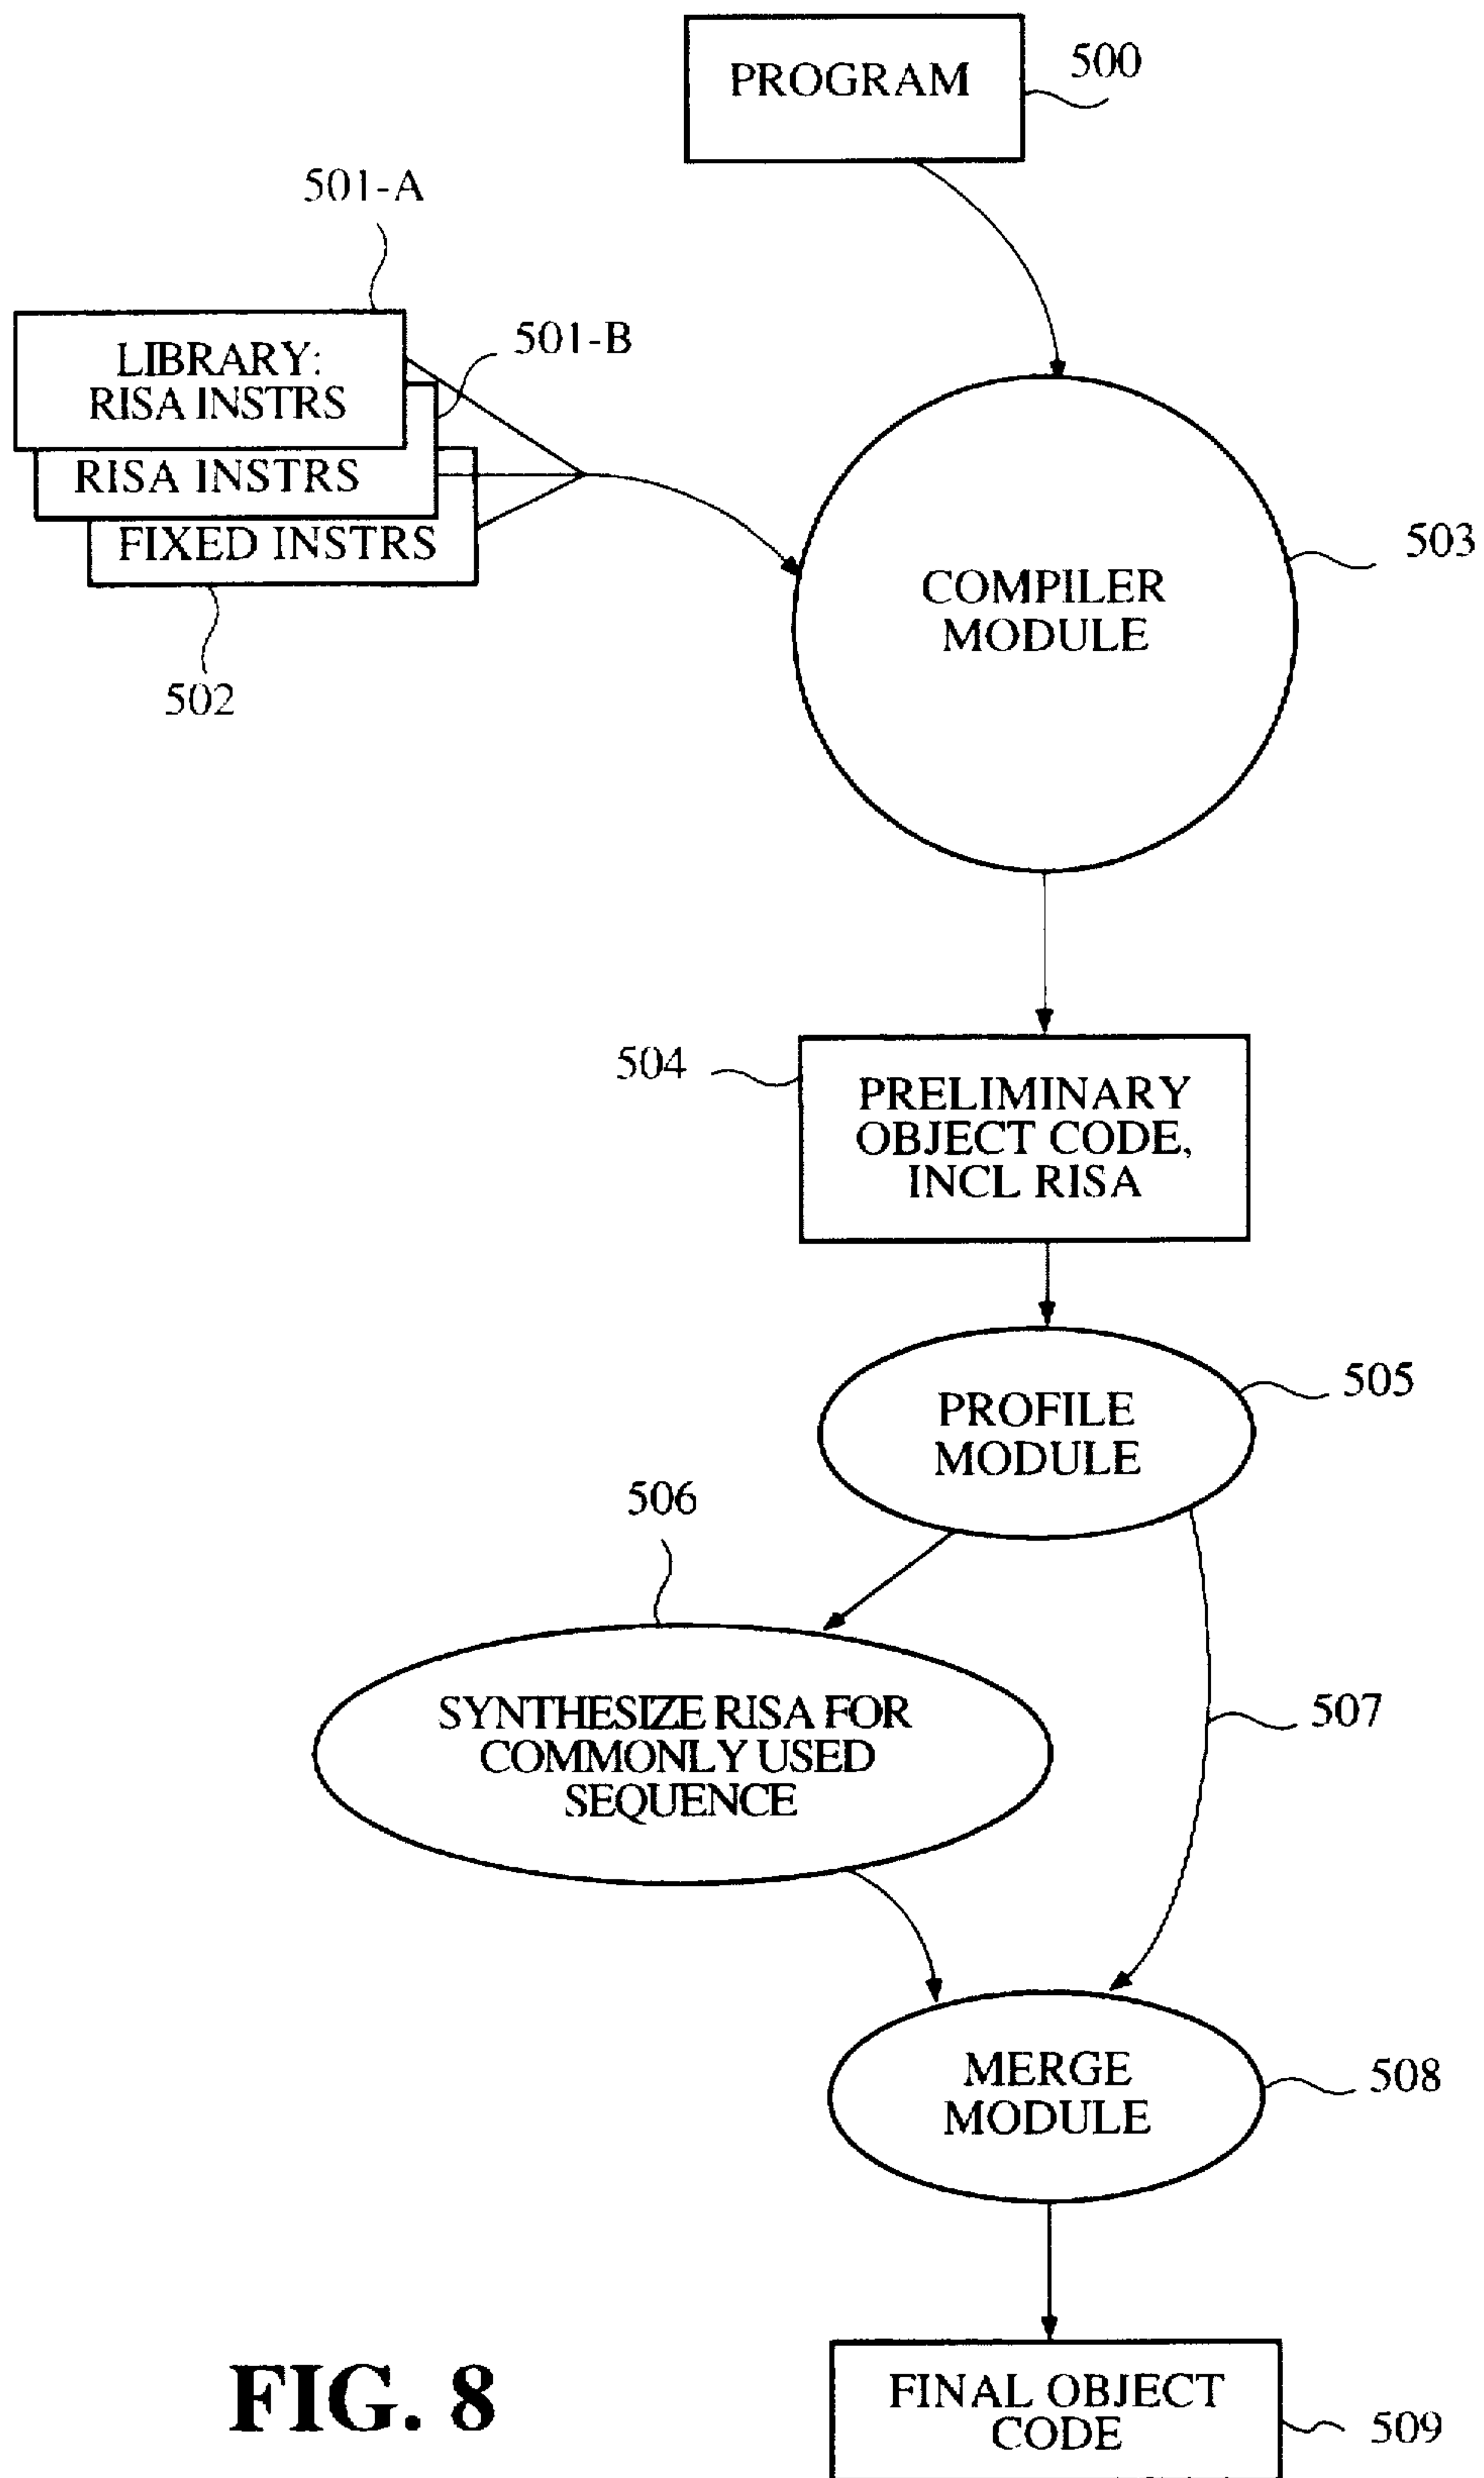 PROGRAM
500
501-A
LIBRARY:
RISA INSTRS
501-B
RISA INSTRS
FIXED INSTRS
502
COMPILER
MODULE
503
504
PRELIMINARY
OBJECT CODE,
INCL RISA
PROFILE
MODULE
505
506
SYNTHESIZE RISA FOR
COMMONLY USED
SEQUENCE
507
MERGE
MODULE
508
FINAL OBJECT
CODE
509
FIG. 8